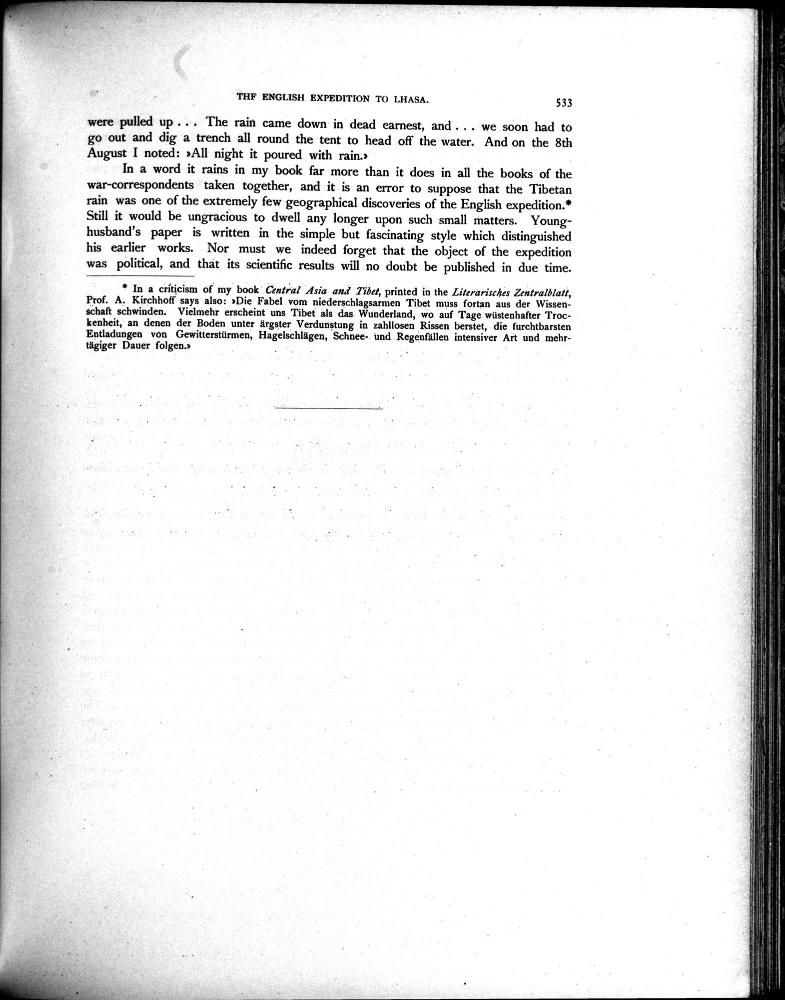 THF ENGLISH EXPEDITION TO LHASA. 533
were pulled up . . . The rain came down in dead earnest, and . . . we soon had to
go out and dig a trench all round the tent to head off the water. And on the 8th
August I noted: »All night it poured with rain.»
In a word it rains in my book far more than it does in all the books of the
war-correspondents taken together, and it is an error to suppose that the Tibetan
rain was one of the extremely few geographical discoveries of the English expedition.*
Still it would be ungracious to dwell any longer upon such small matters. Young-
husband's paper is written in the simple but fascinating style which distinguished
his earlier works. Nor must we indeed forget that the object of the expedition
was political, and that its scientific results will no doubt be published in due time.
* In a criticism of my book Central Asia and Tibet, printed in the Literarisches Zentralblatt,
Prof. A. Kirchhoff says also: »Die Fabel vom niederschlagsarmen Tibet muss fortan aus der Wissen-
schaft schwinden. Vielmehr erscheint uns Tibet als das Wunderland, wo auf Tage wüstenhafter Troc-
kenheit, an denen der Boden unter ärgster Verdunstung in zahllosen Rissen berstet, die furchtbarsten
Entladungen von Gewitterstürmen, Hagelschlägen, Schnee- und Regenfällen intensiver Art und mehr-
tägiger Dauer folgen.»